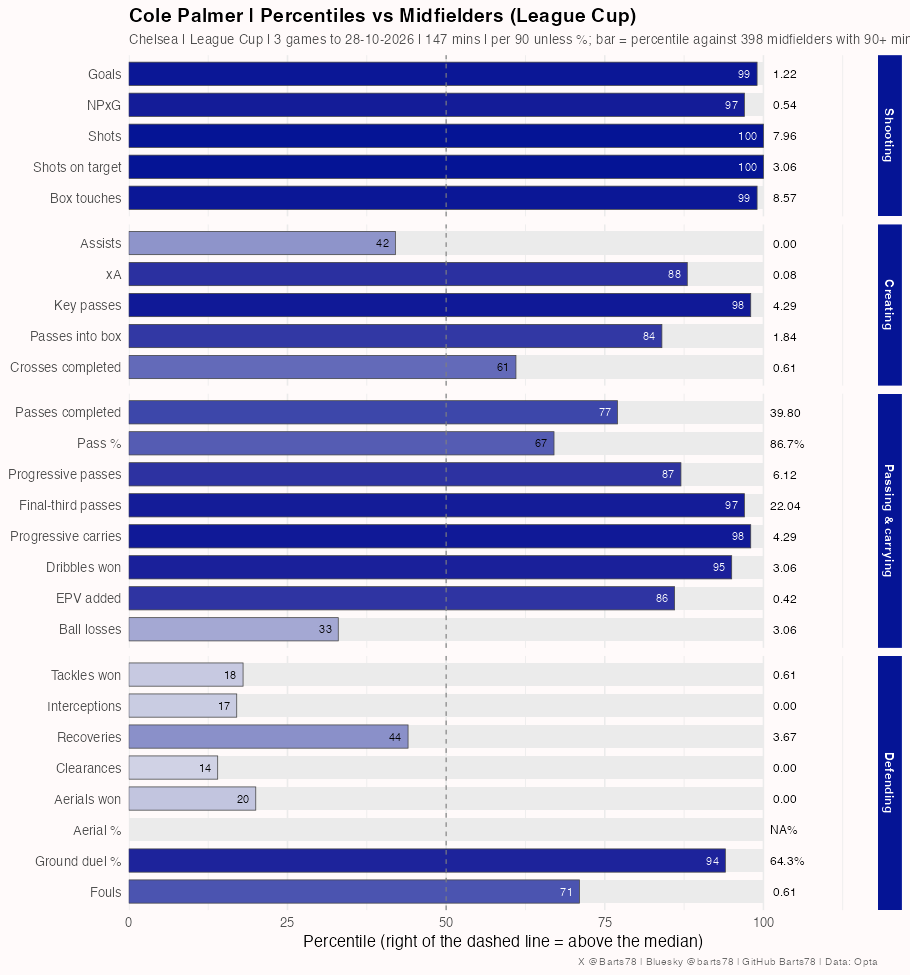 Cole Palmer | Percentiles vs Midfielders (League Cup)
Chelsea | League Cup | 3 games to 28-10-2026 | 147 mins | per 90 unless %; bar = percentile against 398 midfielders with 90+ min
Goals 99 1.22
NPxG 97 0.54
Shots 100 7.96
Shots on target 100 3.06
Box touches 99 8.57
Shooting
Assists 42 0.00
xA 88 0.08
Key passes 98 4.29
Passes into box 84 1.84
Crosses completed 61 0.61
Creating
Passes completed 77 39.80
Pass % 67 86.7%
Progressive passes 87 6.12
Final-third passes 97 22.04
Progressive carries 98 4.29
Dribbles won 95 3.06
EPV added 86 0.42
Ball losses 33 3.06
Passing & carrying
Tackles won 18 0.61
Interceptions 17 0.00
Recoveries 44 3.67
Clearances 14 0.00
Aerials won 20 0.00
Aerial % NA%
Ground duel % 94 64.3%
Fouls 71 0.61
Defending
0 25 50 75 100
Percentile (right of the dashed line = above the median)
X @Barts78 | Bluesky @barts78 | GitHub Barts78 | Data: Opta